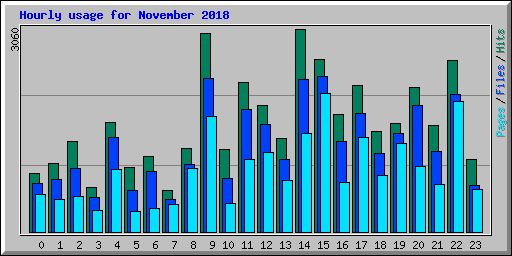 Hourly usage for November 2018
3060
Pages/Files/Hits
0 1 2 3 4 5 6 7 8 9 10 11 12 13 14 15 16 17 18 19 20 21 22 23